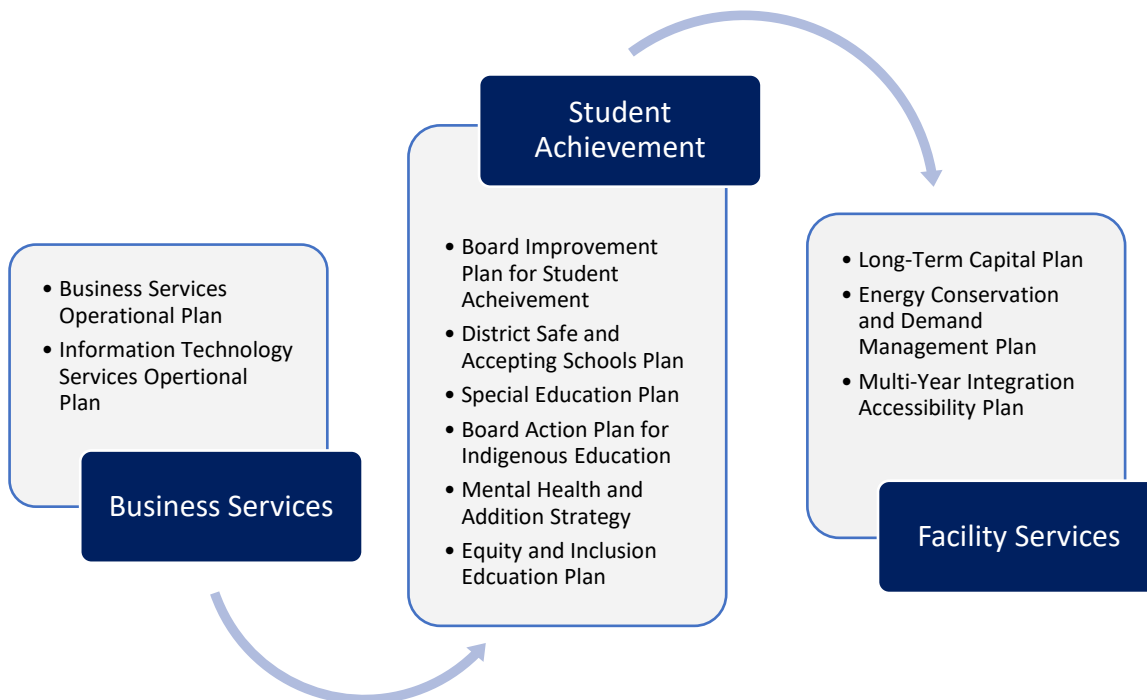 • Business Services
Operational Plan
• Information Technology
Services Opertional
Plan
Business Services
Student
Achievement
• Board Improvement
Plan for Student
Acheivement
• District Safe and
Accepting Schools Plan
• Special Education Plan
• Board Action Plan for
Indigenous Education
• Mental Health and
Addition Strategy
• Equity and Inclusion
Edcuation Plan
• Long-Term Capital Plan
• Energy Conservation
and Demand
Management Plan
• Multi-Year Integration
Accessibility Plan
Facility Services